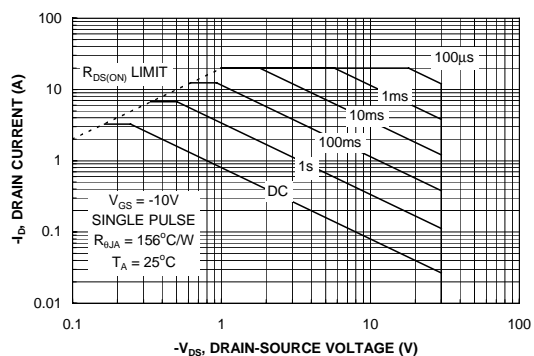 100
10
1
0.1
0.01
-I_D, DRAIN CURRENT (A)
R_DS(ON) LIMIT
100µs
1ms
10ms
100ms
1s
DC
V_GS = -10V
SINGLE PULSE
R_θJA = 156°C/W
T_A = 25°C
0.1
1
10
100
-V_DS, DRAIN-SOURCE VOLTAGE (V)